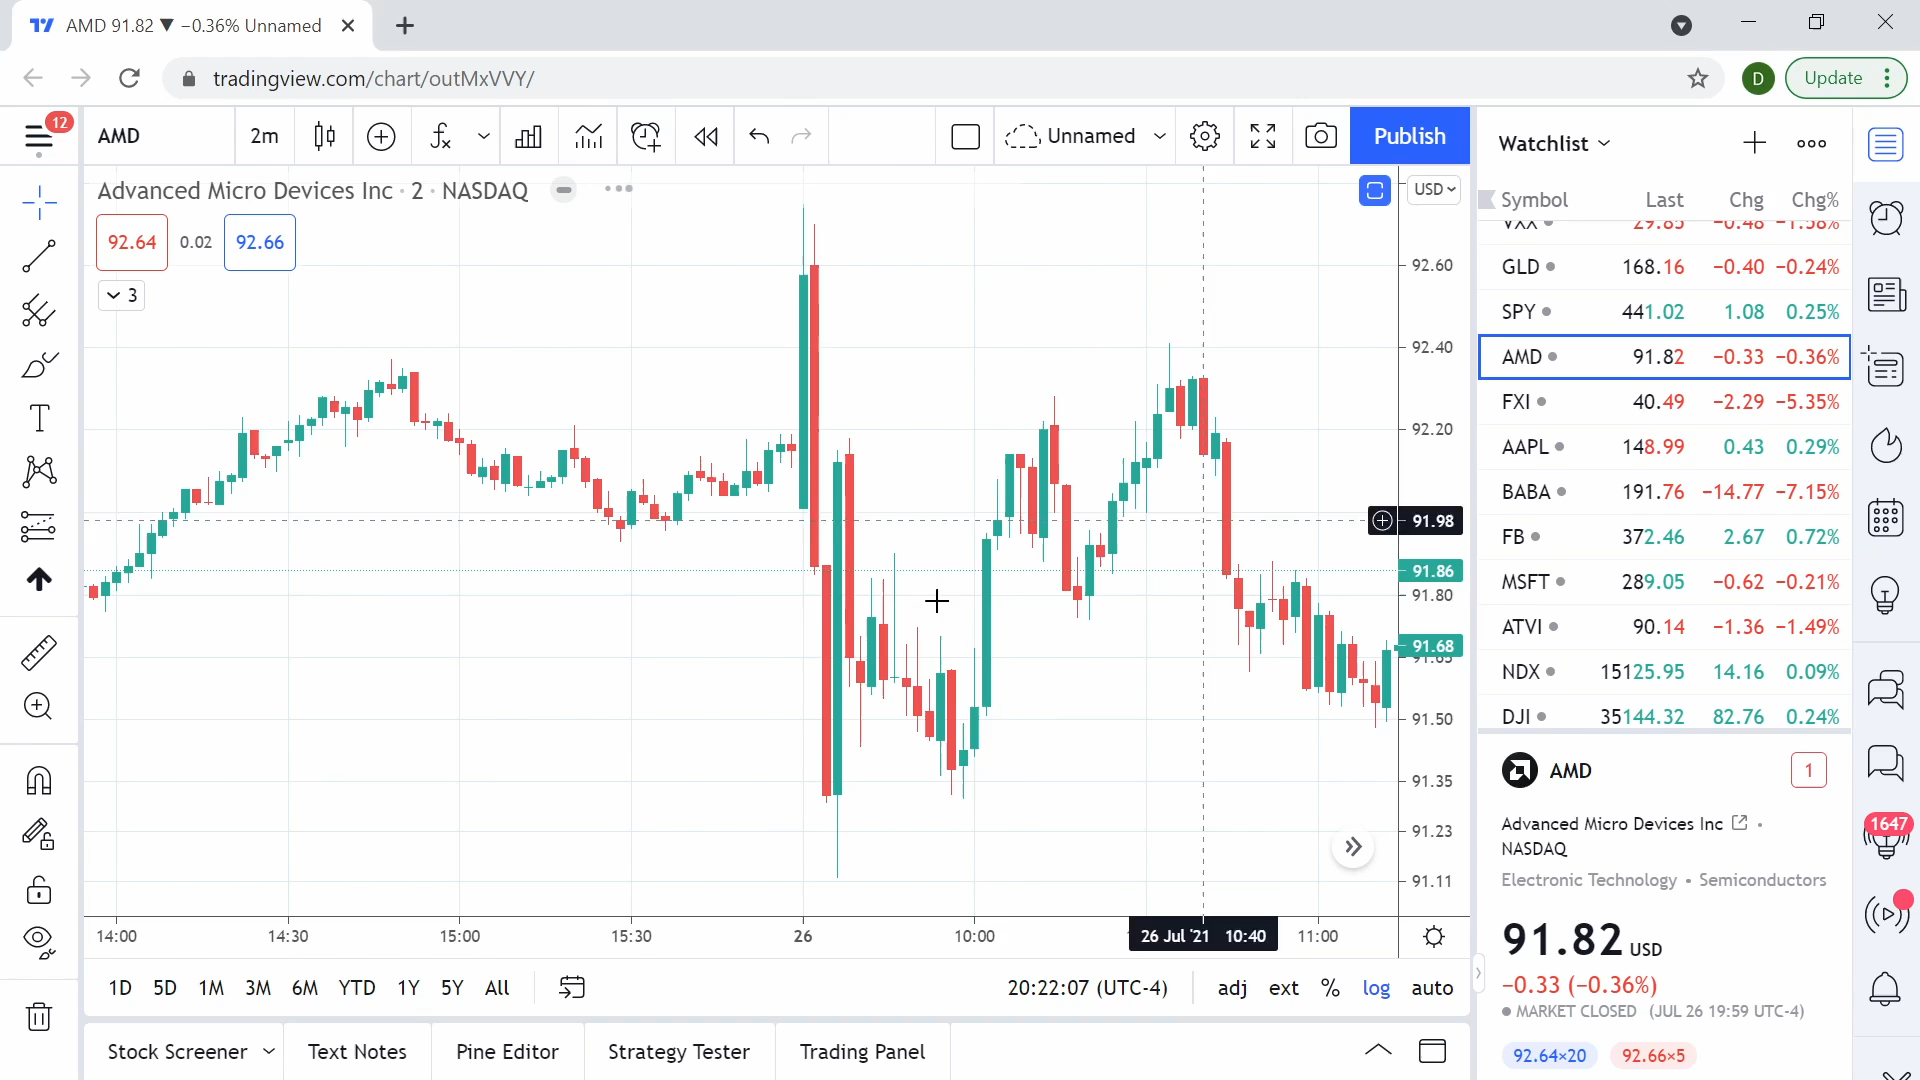 AMD 91.82 ▼ −0.36% Unnamed
tradingview.com/chart/outMxVVY/
D
Update
12
AMD
2m
Unnamed
Publish
Advanced Micro Devices Inc · 2 · NASDAQ
USD
92.64
0.02
92.66
3
92.60
92.40
92.20
91.98
91.86
91.80
91.68
91.65
91.50
91.35
91.23
91.11
14:00
14:30
15:00
15:30
26
10:00
26 Jul '21 10:40
11:00
1D 5D 1M 3M 6M YTD 1Y 5Y All
20:22:07 (UTC-4)
adj ext % log auto
Stock Screener
Text Notes
Pine Editor
Strategy Tester
Trading Panel
Watchlist
Symbol Last Chg Chg%
VXX 29.85 −0.48 −1.58%
GLD 168.16 −0.40 −0.24%
SPY 441.02 1.08 0.25%
AMD 91.82 −0.33 −0.36%
FXI 40.49 −2.29 −5.35%
AAPL 148.99 0.43 0.29%
BABA 191.76 −14.77 −7.15%
FB 372.46 2.67 0.72%
MSFT 289.05 −0.62 −0.21%
ATVI 90.14 −1.36 −1.49%
NDX 15125.95 14.16 0.09%
DJI 35144.32 82.76 0.24%
AMD
1
Advanced Micro Devices Inc •
NASDAQ
Electronic Technology • Semiconductors
91.82 USD
−0.33 (−0.36%)
MARKET CLOSED (JUL 26 19:59 UTC-4)
92.64×20
92.66×5
1647